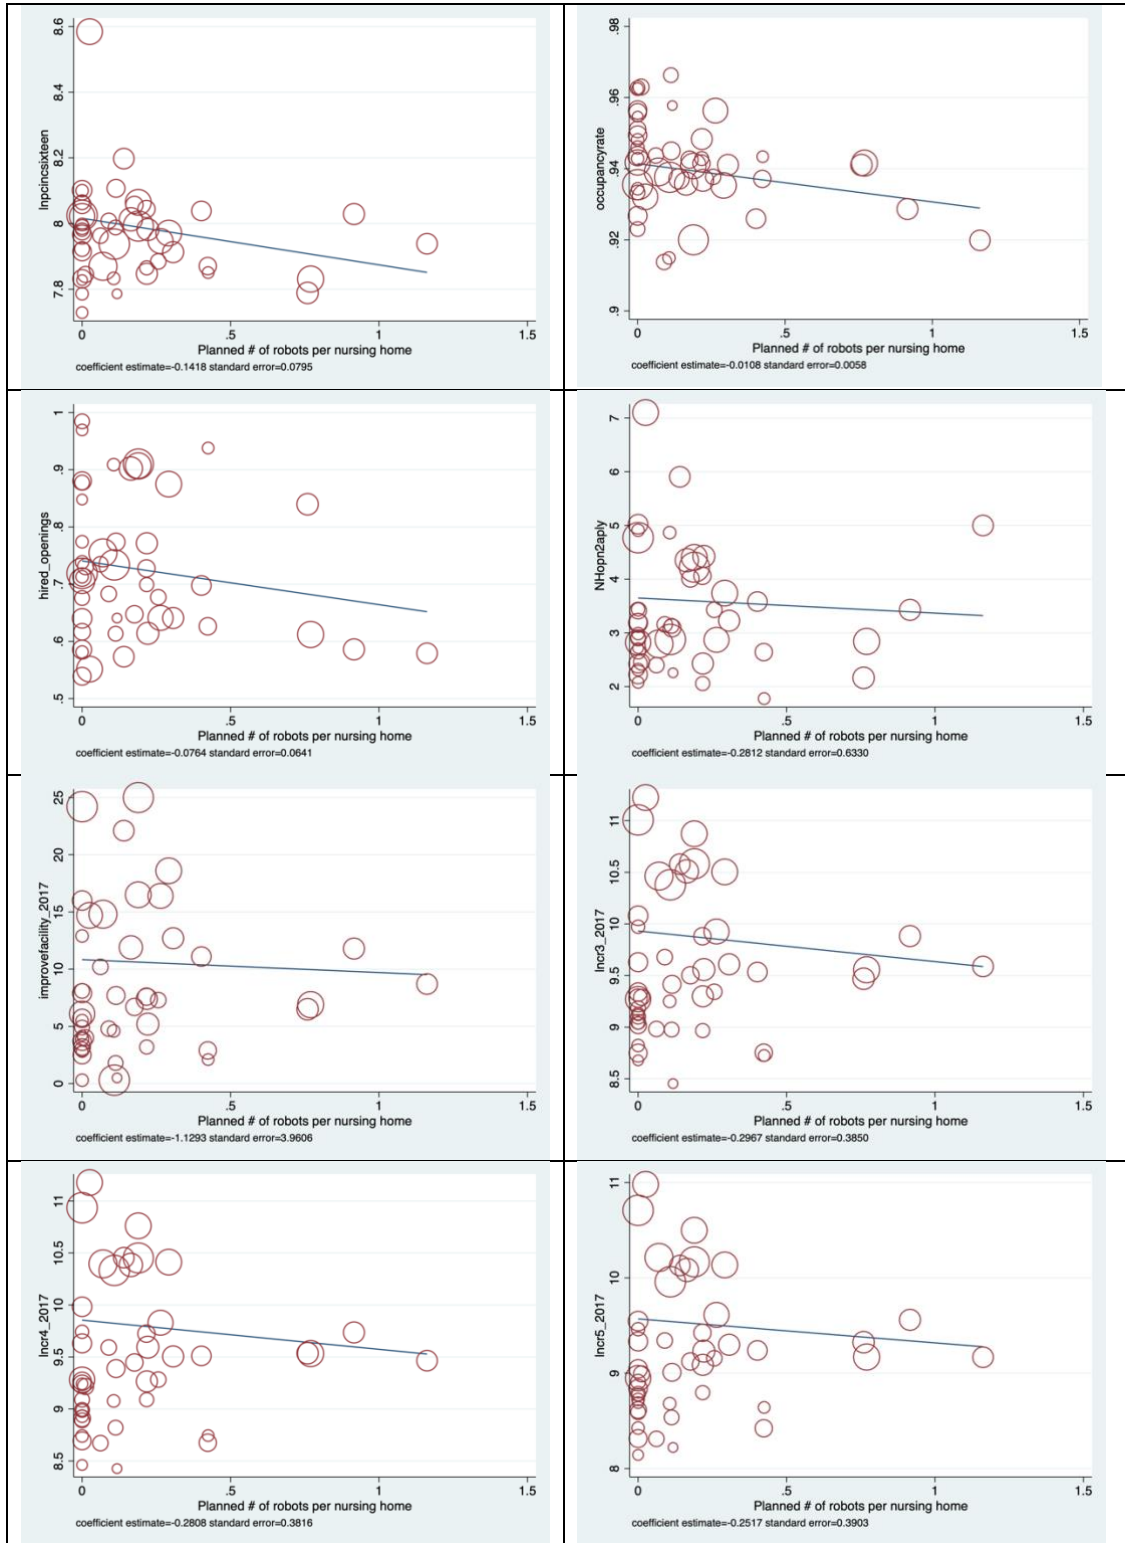 lnpcincsixteen
8.6
8.4
8.2
8
7.8
0 .5 1 1.5
Planned # of robots per nursing home
coefficient estimate=-0.1418 standard error=0.0795
occupancyrate
.98
.96
.94
.92
.9
0 .5 1 1.5
Planned # of robots per nursing home
coefficient estimate=-0.0108 standard error=0.0058
hired_openings
1
.9
.8
.7
.6
.5
0 .5 1 1.5
Planned # of robots per nursing home
coefficient estimate=-0.0764 standard error=0.0641
NHopn2aply
7
6
5
4
3
2
0 .5 1 1.5
Planned # of robots per nursing home
coefficient estimate=-0.2812 standard error=0.6330
improvefacility_2017
25
20
15
10
5
0
0 .5 1 1.5
Planned # of robots per nursing home
coefficient estimate=-1.1293 standard error=3.9606
lncr3_2017
11
10.5
10
9.5
9
8.5
0 .5 1 1.5
Planned # of robots per nursing home
coefficient estimate=-0.2967 standard error=0.3850
lncr4_2017
11
10.5
10
9.5
9
8.5
0 .5 1 1.5
Planned # of robots per nursing home
coefficient estimate=-0.2808 standard error=0.3816
lncr5_2017
11
10
9
8
0 .5 1 1.5
Planned # of robots per nursing home
coefficient estimate=-0.2517 standard error=0.3903